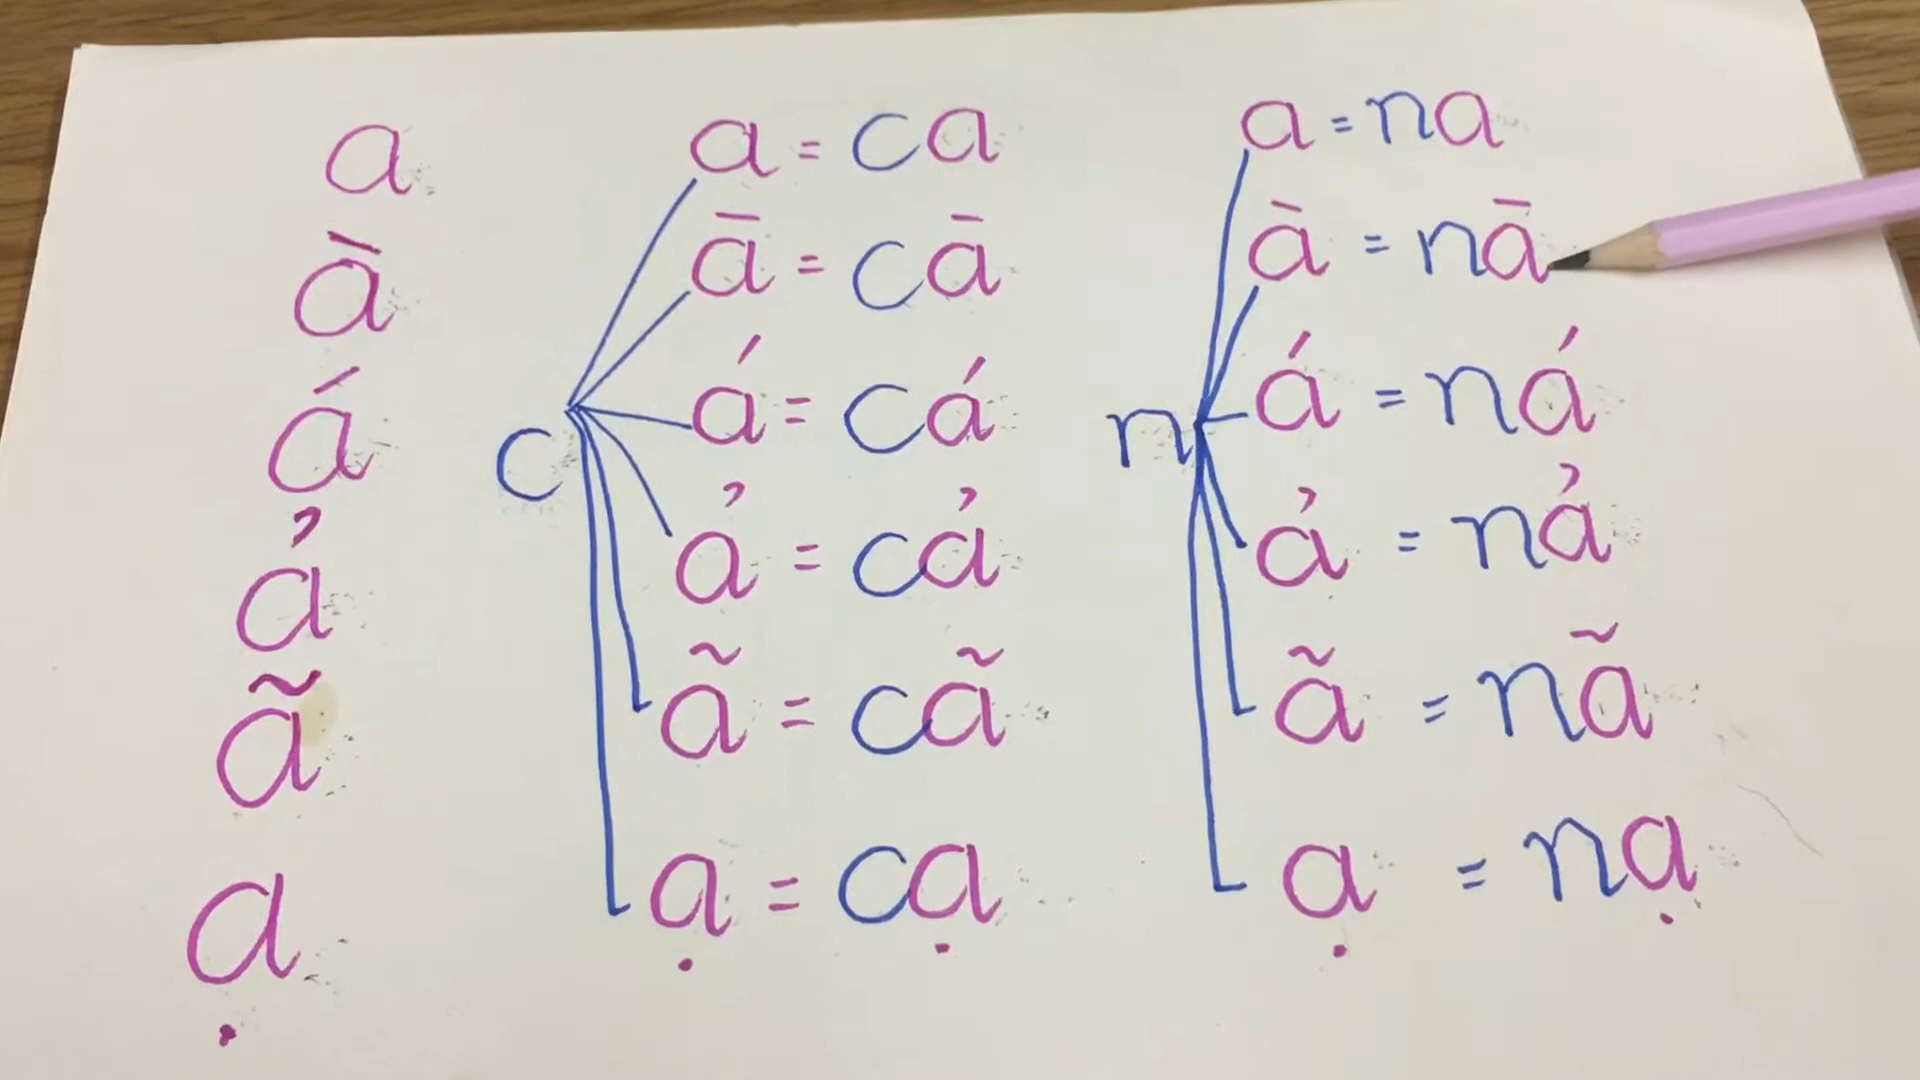 a
à
á
ả
ã
ạ
c
a = ca
ā = cā
á = cá
ả = cả
ã = cã
ạ = cạ
n
a = na
à = nā
á = ná
ả = nả
ã = nã
ạ = nạ